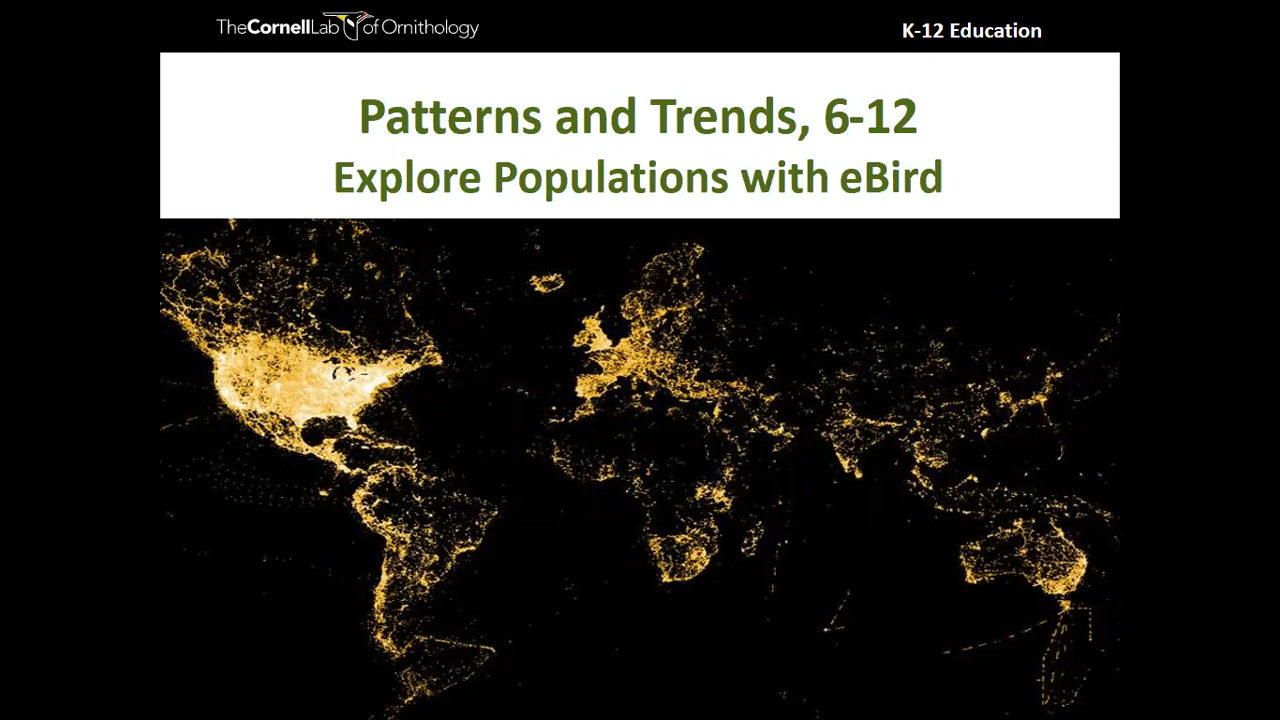 TheCornellLab of Ornithology
K-12 Education
Patterns and Trends, 6-12
Explore Populations with eBird